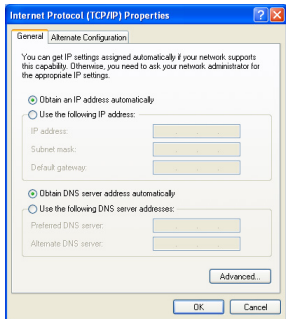 Internet Protocol (TCP/IP) Properties
General
Alternate Configuration
You can get IP settings assigned automatically if your network supports
this capability. Otherwise, you need to ask your network administrator for
the appropriate IP settings.
Obtain an IP address automatically
Use the following IP address:
IP address:
Subnet mask:
Default gateway:
Obtain DNS server address automatically
Use the following DNS server addresses:
Preferred DNS server:
Alternate DNS server:
Advanced...
OK
Cancel